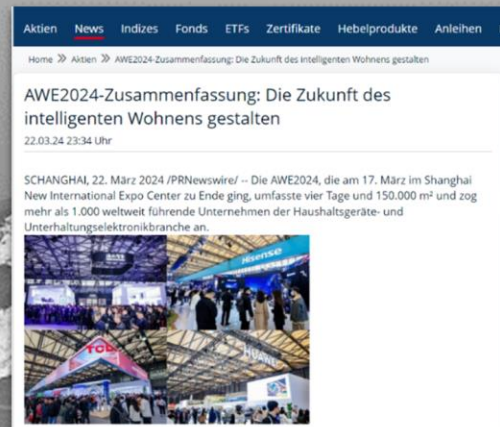 Aktien News Indizes Fonds ETFs Zertifikate Hebelprodukte Anleihen
Home » Aktien » AWE2024-Zusammenfassung: Die Zukunft des intelligenten Wohnens gestalten
AWE2024-Zusammenfassung: Die Zukunft des
intelligenten Wohnens gestalten
22.03.24 23:34 Uhr
SCHANGHAI, 22. März 2024 /PRNewswire/ -- Die AWE2024, die am 17. März im Shanghai
New International Expo Center zu Ende ging, umfasste vier Tage und 150.000 m² und zog
mehr als 1.000 weltweit führende Unternehmen der Haushaltsgeräte- und
Unterhaltungselektronikbranche an.
Hisense
TCL
HUAWEI